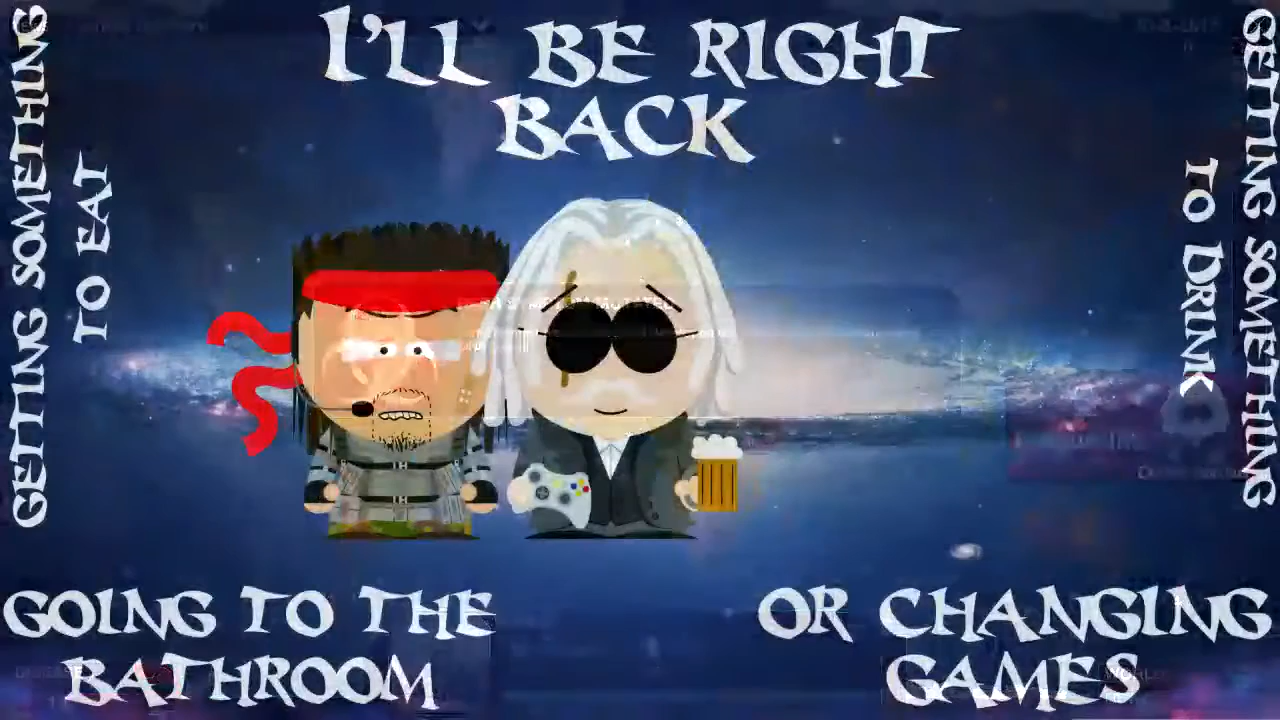 I'LL BE RIGHT
BACK
GETTING SOMETHING
TO EAT
GETTING SOMETHING
TO DRINK
GOING TO THE
BATHROOM
OR CHANGING
GAMES